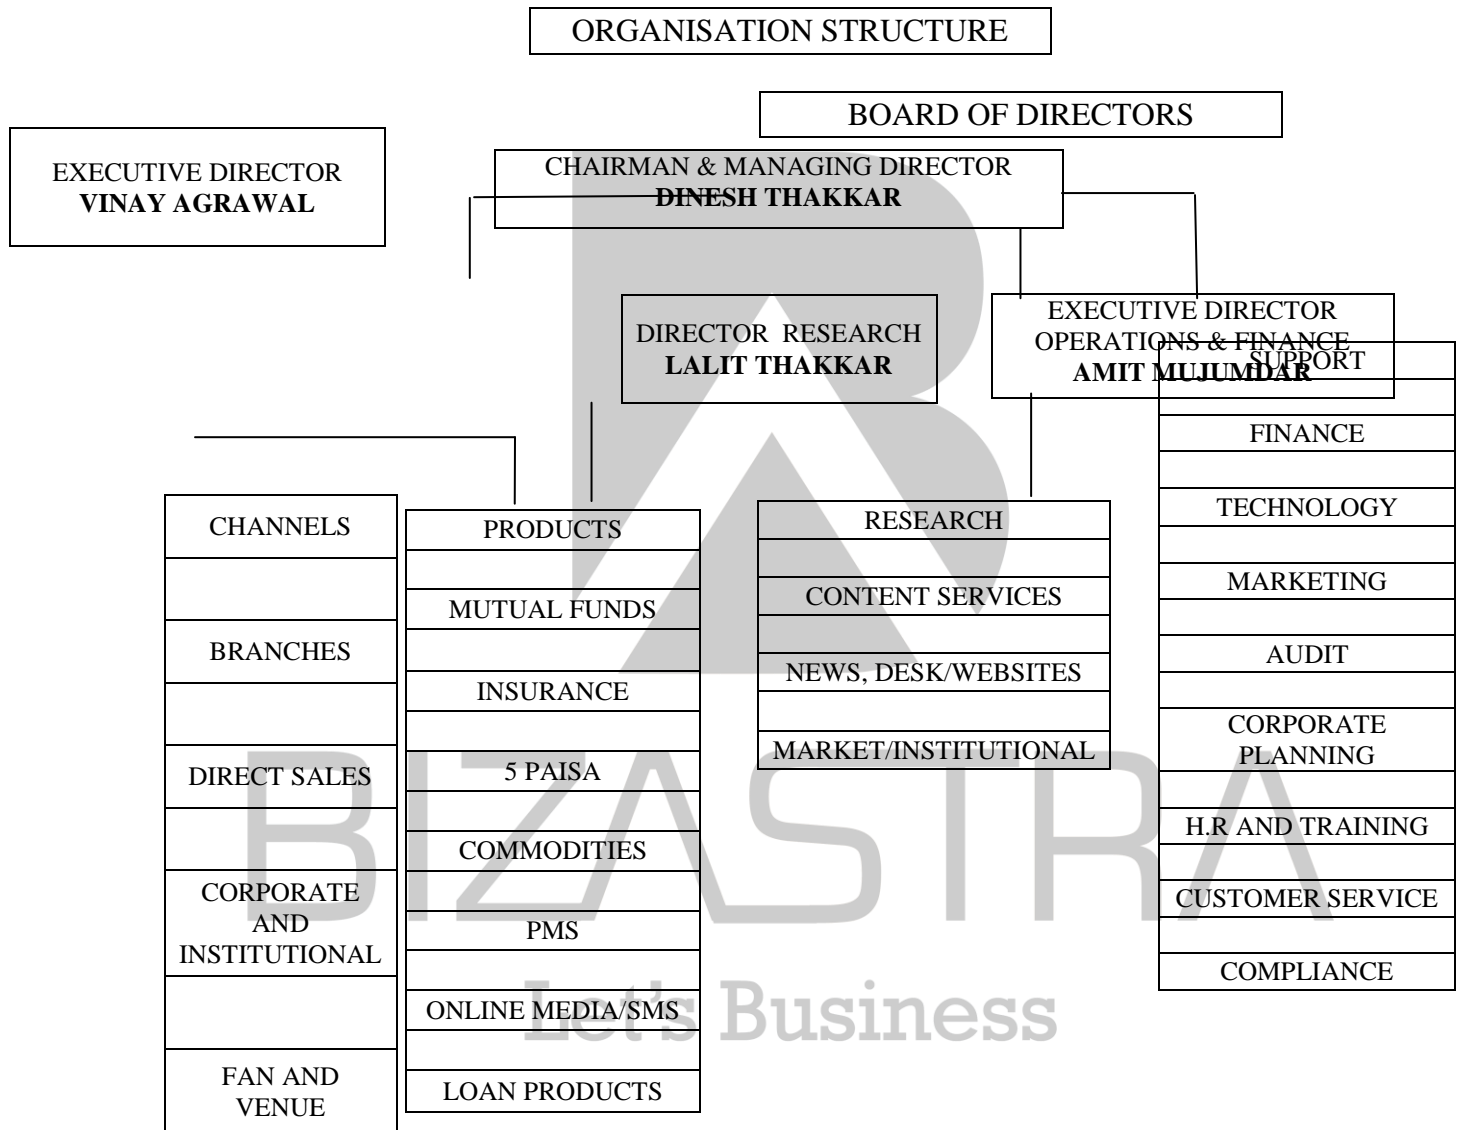 ORGANISATION STRUCTURE
BOARD OF DIRECTORS
EXECUTIVE DIRECTOR
VINAY AGRAWAL
CHAIRMAN & MANAGING DIRECTOR
DINESH THAKKAR
DIRECTOR RESEARCH
LALIT THAKKAR
EXECUTIVE DIRECTOR
OPERATIONS & FINANCE
AMIT MUJUMDAR
CHANNELS
BRANCHES
DIRECT SALES
CORPORATE
AND
INSTITUTIONAL
FAN AND
VENUE
PRODUCTS
MUTUAL FUNDS
INSURANCE
5 PAISA
COMMODITIES
PMS
ONLINE MEDIA/SMS
LOAN PRODUCTS
RESEARCH
CONTENT SERVICES
NEWS, DESK/WEBSITES
MARKET/INSTITUTIONAL
SUPPORT
FINANCE
TECHNOLOGY
MARKETING
AUDIT
CORPORATE
PLANNING
H.R AND TRAINING
CUSTOMER SERVICE
COMPLIANCE
BIZASTRA
Let's Business